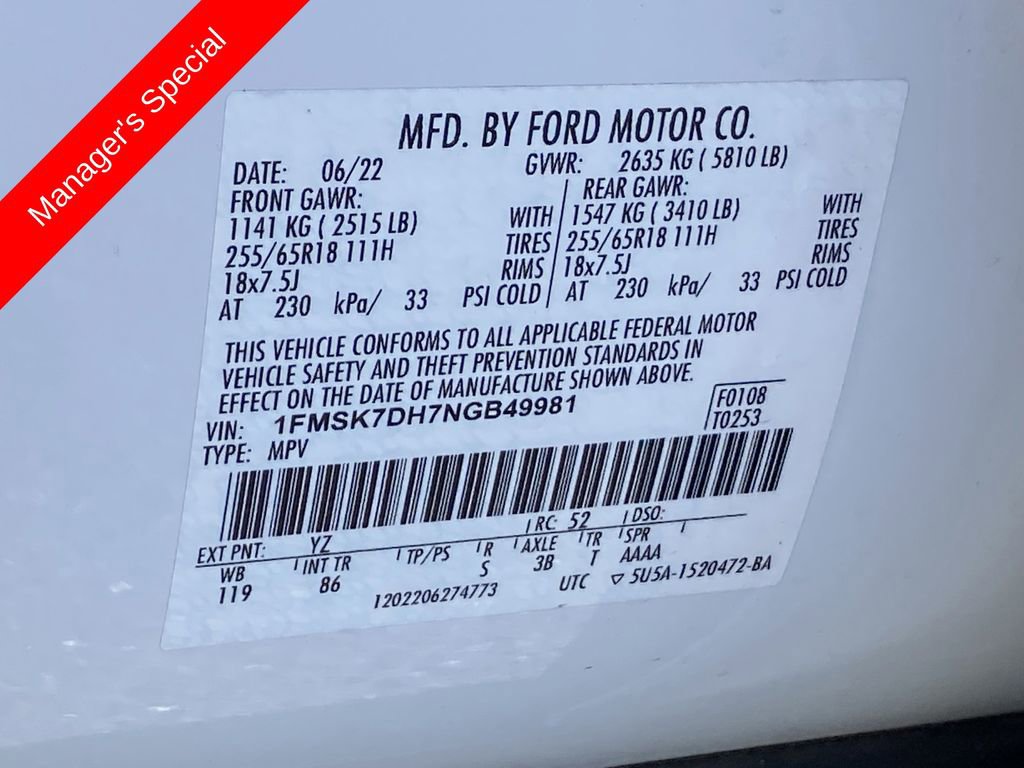 Manager's Special
MFD. BY FORD MOTOR CO.
DATE: 06/22 GVWR: 2635 KG ( 5810 LB)
FRONT GAWR: REAR GAWR:
1141 KG ( 2515 LB) WITH 1547 KG ( 3410 LB) WITH
255/65R18 111H TIRES 255/65R18 111H TIRES
18x7.5J RIMS 18x7.5J RIMS
AT 230 kPa/ 33 PSI COLD AT 230 kPa/ 33 PSI COLD
THIS VEHICLE CONFORMS TO ALL APPLICABLE FEDERAL MOTOR
VEHICLE SAFETY AND THEFT PREVENTION STANDARDS IN
EFFECT ON THE DATE OF MANUFACTURE SHOWN ABOVE.
VIN: 1FMSK7DH7NGB49981 F0108
TYPE: MPV T0253
EXT PNT: YZ RC: 52 DSO:
WB INT TR TP/PS R AXLE TR SPR
119 86 S 3B T AAAA
1202206274773 UTC ▽ 5U5A-1520472-BA